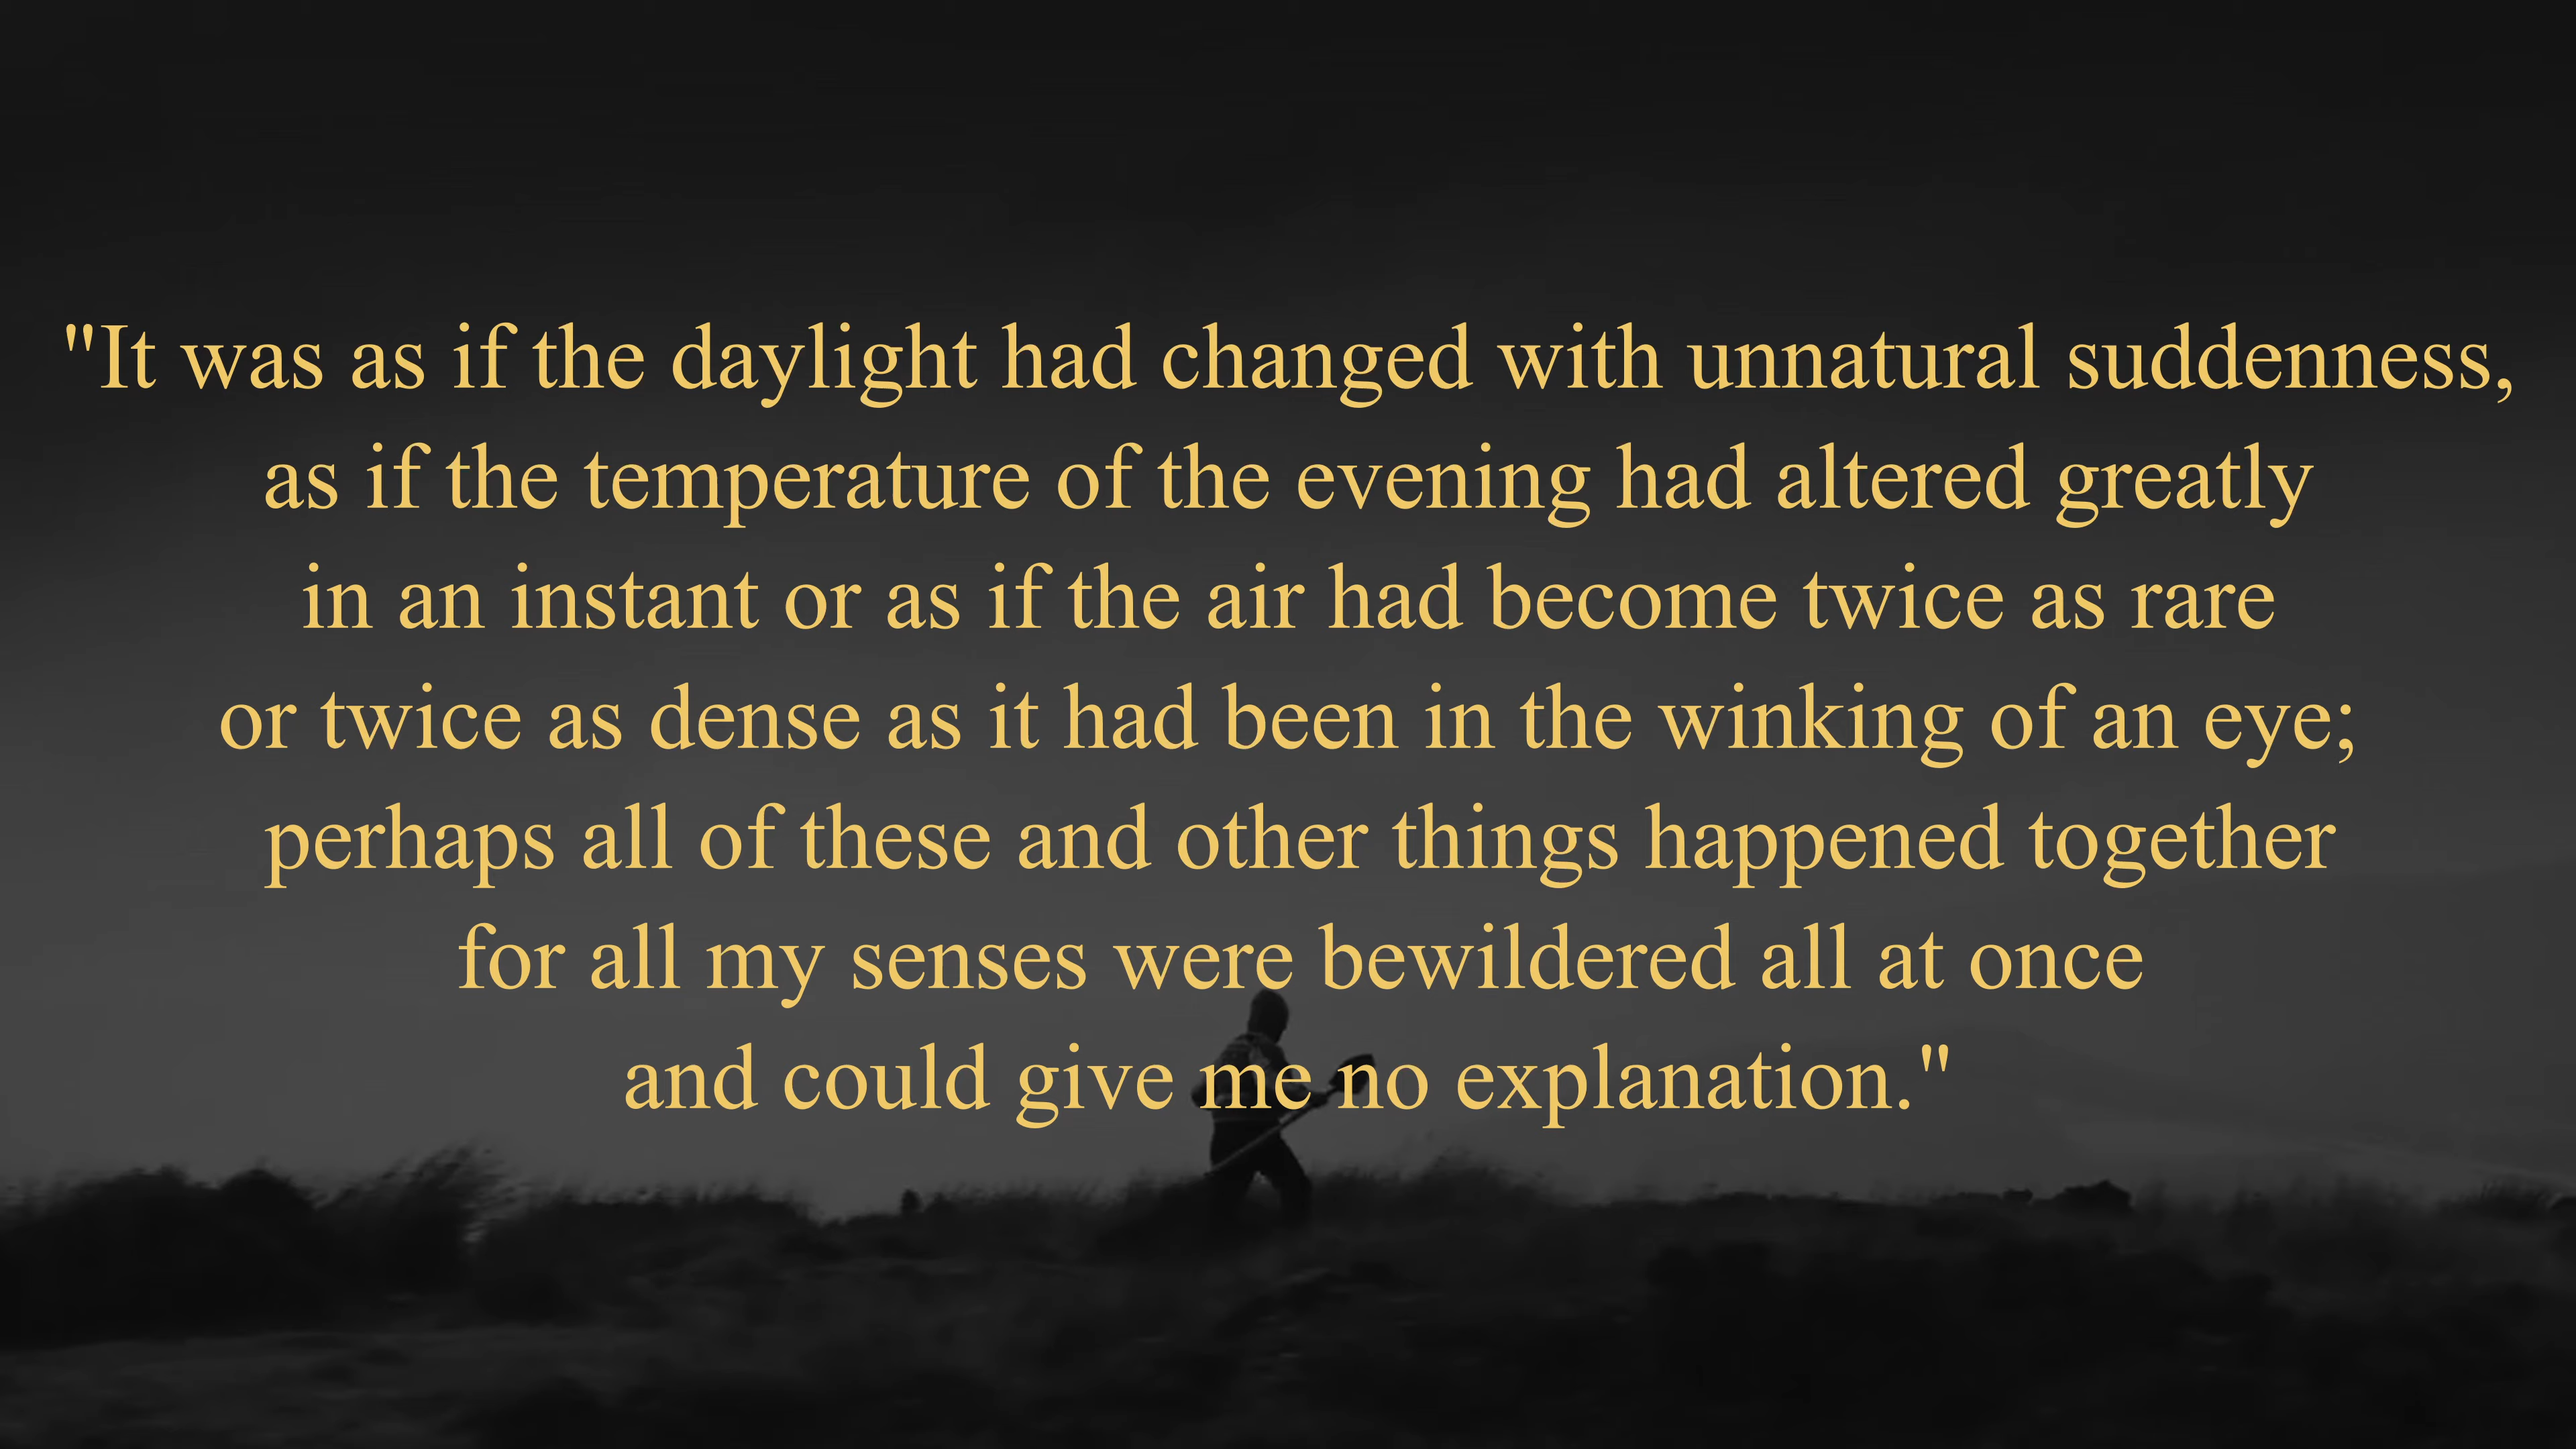 "It was as if the daylight had changed with unnatural suddenness,
as if the temperature of the evening had altered greatly
in an instant or as if the air had become twice as rare
or twice as dense as it had been in the winking of an eye;
perhaps all of these and other things happened together
for all my senses were bewildered all at once
and could give me no explanation."